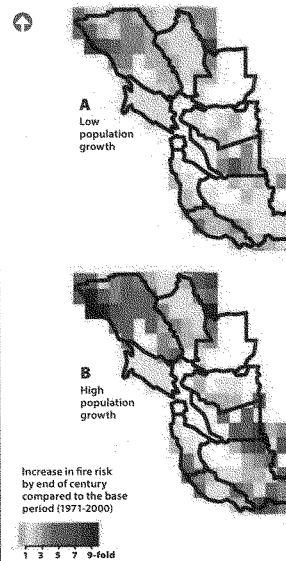 A
Low
population
growth
B
High
population
growth
Increase in fire risk
by end of century
compared to the base
period (1971-2000)
1 3 5 7 9-fold